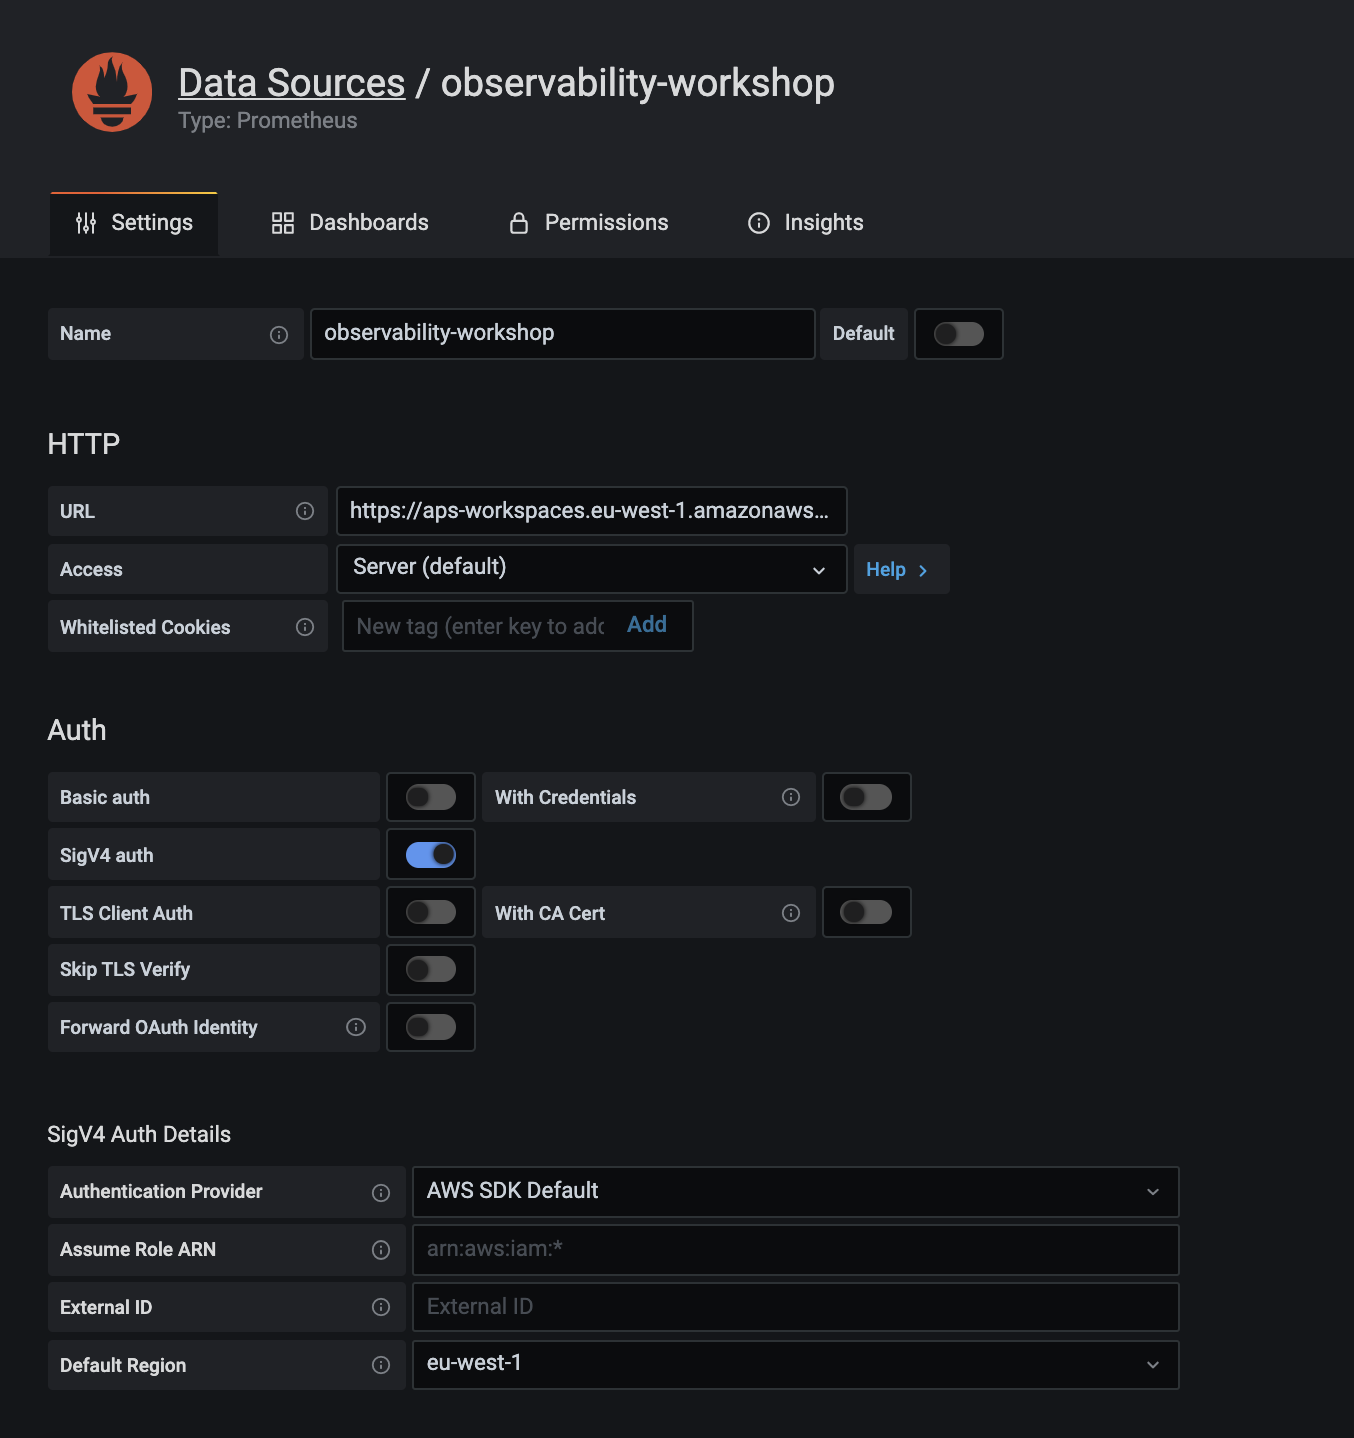 Data Sources / observability-workshop
Type: Prometheus
Settings
Dashboards
Permissions
Insights
Name
observability-workshop
Default
HTTP
URL
https://aps-workspaces.eu-west-1.amazonaws...
Access
Server (default)
Help
Whitelisted Cookies
New tag (enter key to adc
Add
Auth
Basic auth
With Credentials
SigV4 auth
TLS Client Auth
With CA Cert
Skip TLS Verify
Forward OAuth Identity
SigV4 Auth Details
Authentication Provider
AWS SDK Default
Assume Role ARN
arn:aws:iam:*
External ID
External ID
Default Region
eu-west-1